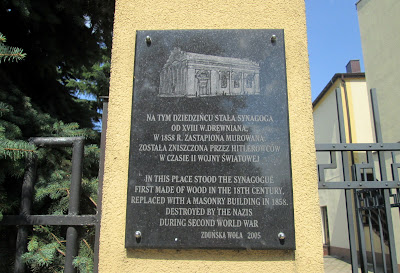 NA TYM DZIEDZIŃCU STAŁA SYNAGOGA
OD XVIII W.DREWNIANA,
W 1858 R. ZASTĄPIONA MUROWANĄ.
ZOSTAŁA ZNISZCZONA PRZEZ HITLEROWCÓW
W CZASIE II WOJNY ŚWIATOWEJ.
IN THIS PLACE STOOD THE SYNAGOGUE
FIRST MADE OF WOOD IN THE 18TH CENTURY,
REPLACED WITH A MASONRY BUILDING IN 1858.
DESTROYED BY THE NAZIS
DURING SECOND WORLD WAR
ZDUŃSKA WOLA 2005